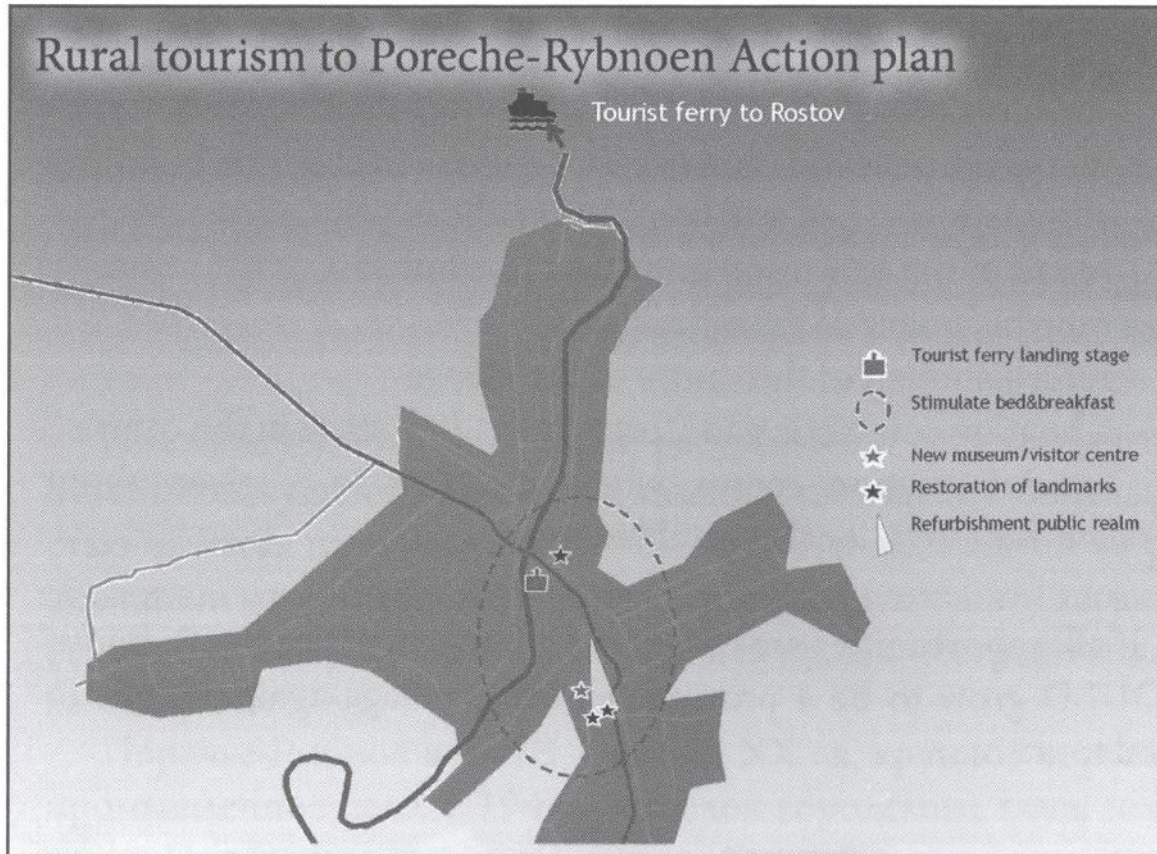 Rural tourism to Poreche-Rybnoen Action plan
Tourist ferry to Rostov
Tourist ferry landing stage
Stimulate bed&breakfast
New museum/visitor centre
Restoration of landmarks
Refurbishment public realm